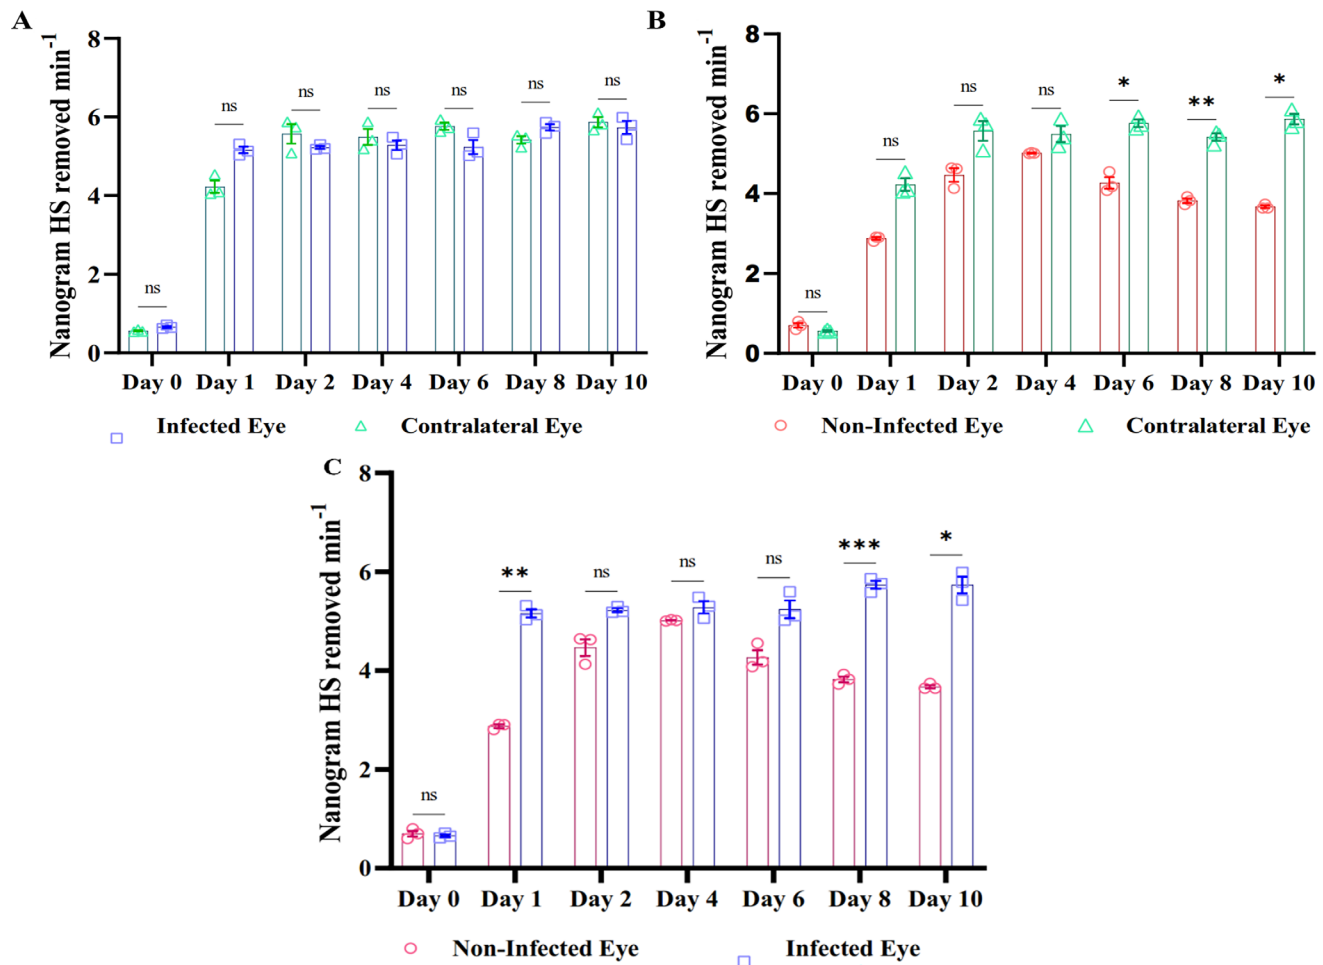 A
Nanogram HS removed min-1
8
6
4
2
0
ns
ns
ns
ns
ns
ns
ns
Day 0 Day 1 Day 2 Day 4 Day 6 Day 8 Day 10
Infected Eye Contralateral Eye
B
Nanogram HS removed min-1
8
6
4
2
0
ns
ns
ns
ns
*
**
*
Day 0 Day 1 Day 2 Day 4 Day 6 Day 8 Day 10
Non-Infected Eye Contralateral Eye
C
Nanogram HS removed min-1
8
6
4
2
0
ns
**
ns
ns
ns
***
*
Day 0 Day 1 Day 2 Day 4 Day 6 Day 8 Day 10
Non-Infected Eye Infected Eye